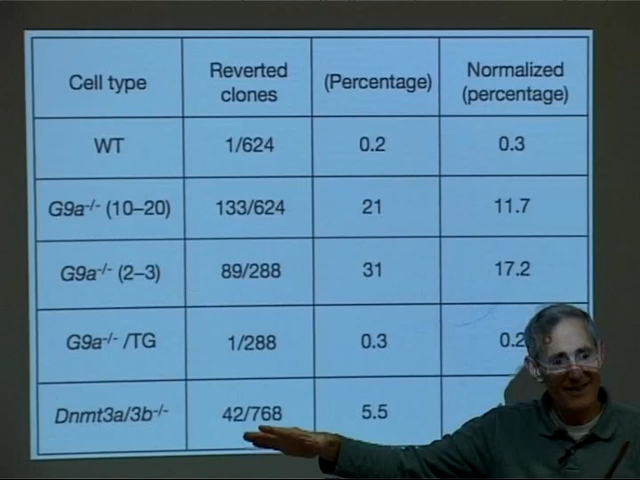 Cell type
Reverted
clones
(Percentage)
Normalized
(percentage)
WT
1/624
0.2
0.3
G9a-/- (10–20)
133/624
21
11.7
G9a-/- (2–3)
89/288
31
17.2
G9a-/- /TG
1/288
0.3
0.2
Dnmt3a/3b-/-
42/768
5.5